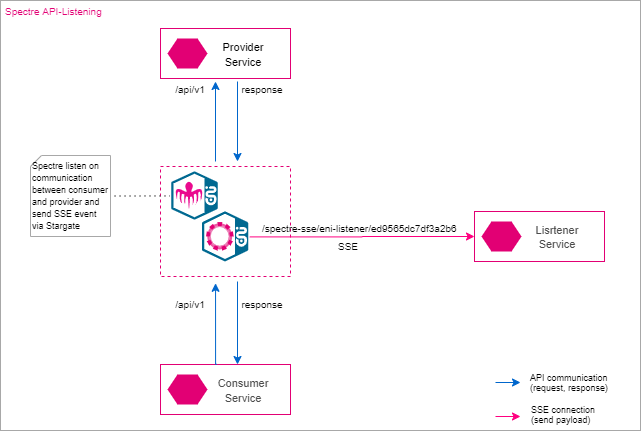 Spectre API-Listening
Provider
Service
/api/v1
response
Spectre listen on
communication
between consumer
and provider and
send SSE event
via Stargate
/spectre-sse/eni-listener/ed9565dc7df3a2b6
SSE
Lisrtener
Service
/api/v1
response
Consumer
Service
API communication
(request, response)
SSE connection
(send payload)